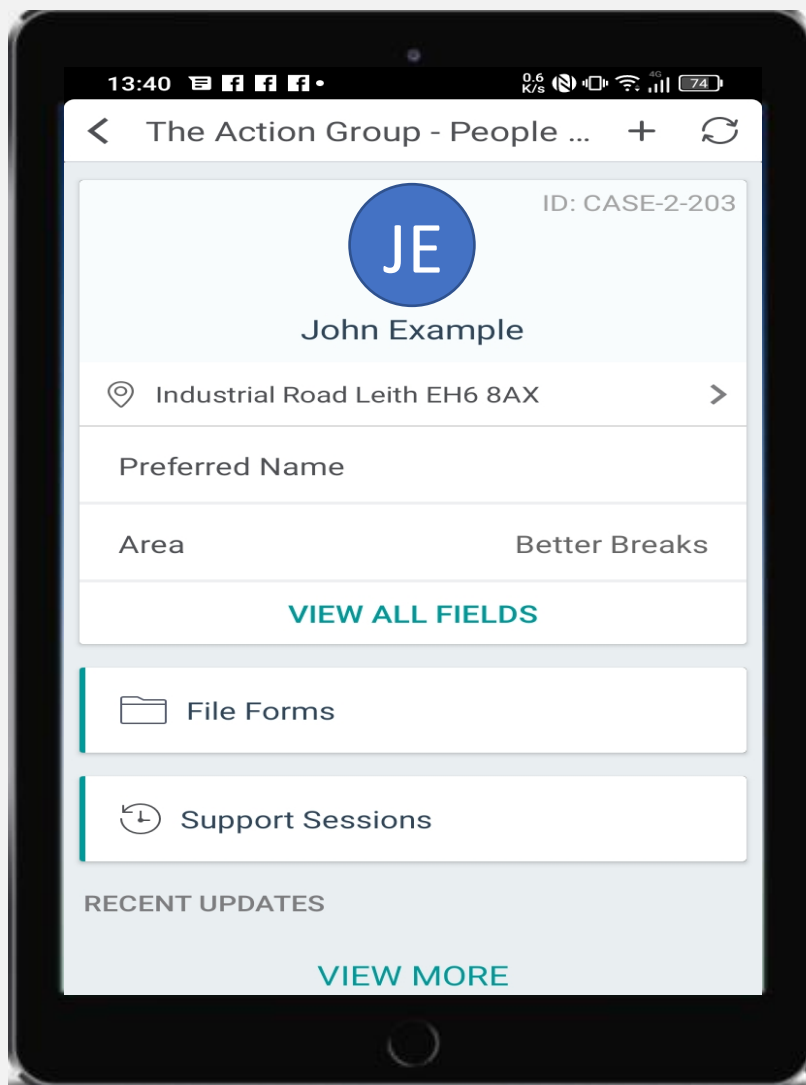 13:40 0.6 K/s 4G 74
The Action Group - People ...
ID: CASE-2-203
JE
John Example
Industrial Road Leith EH6 8AX
Preferred Name
Area Better Breaks
VIEW ALL FIELDS
File Forms
Support Sessions
RECENT UPDATES
VIEW MORE